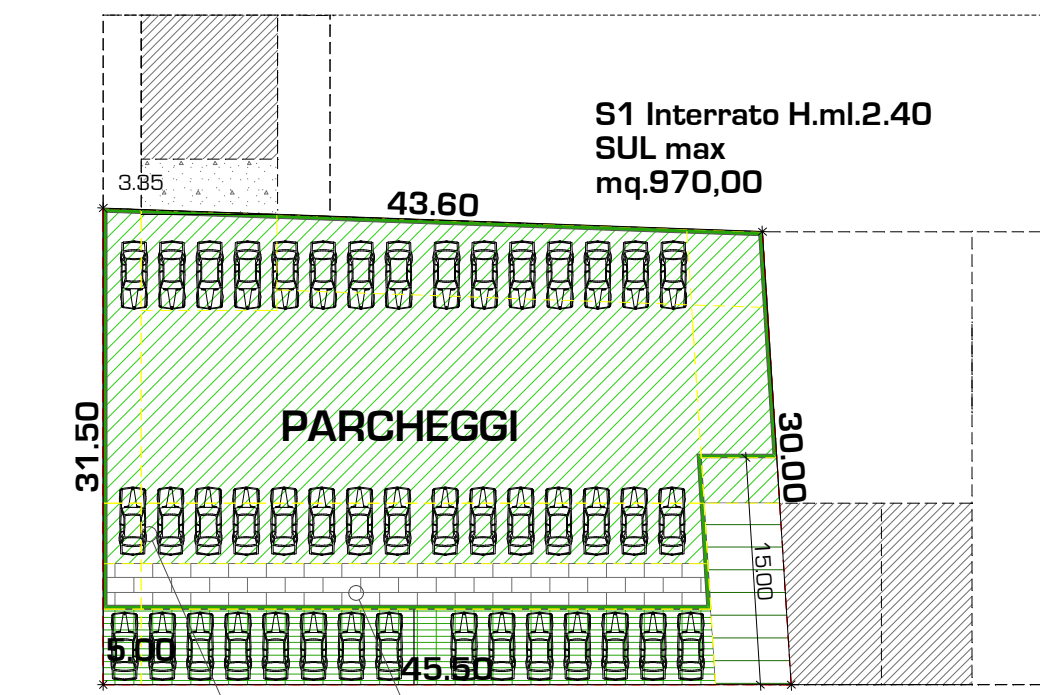 S1 Interrato H.ml.2.40
SUL max
mq.970,00
3.35
43.60
31.50
PARCHEGGI
30.00
15.00
5.00
45.50